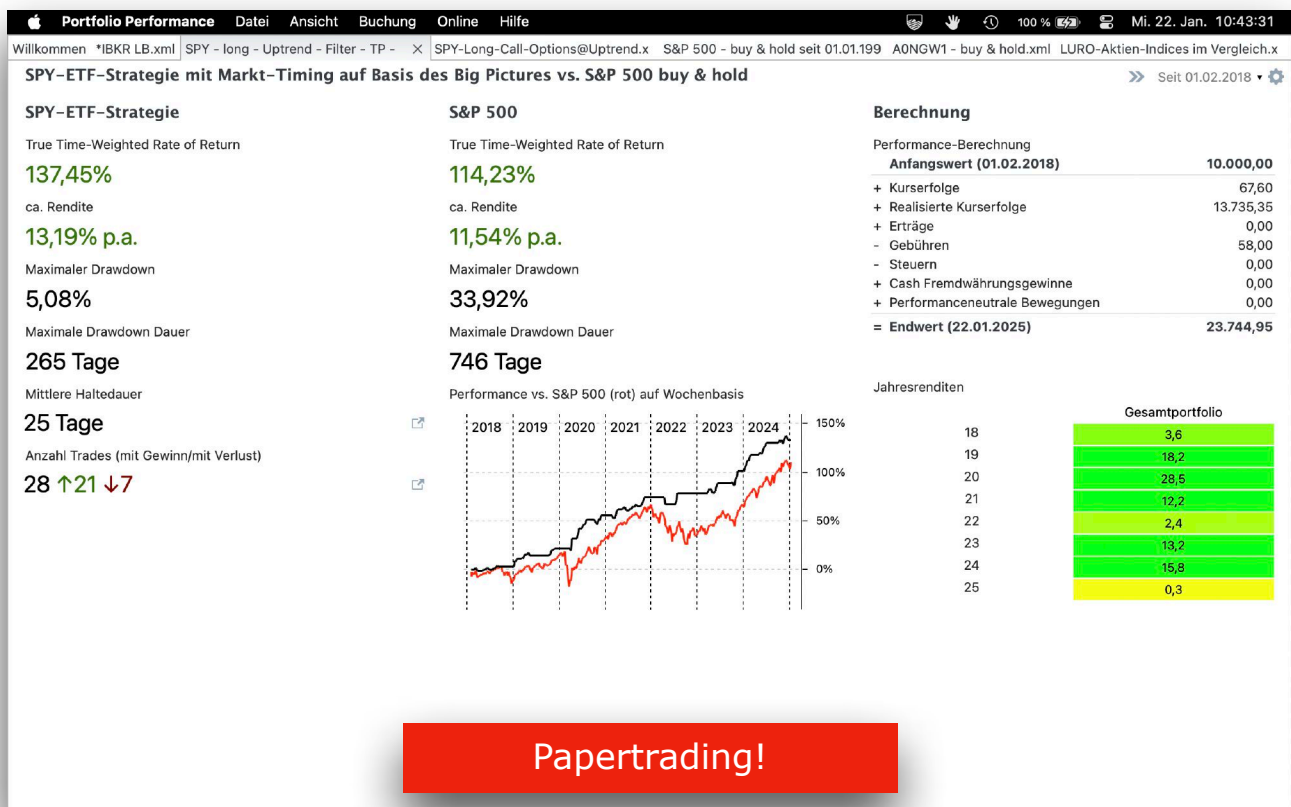 Portfolio Performance Datei Ansicht Buchung Online Hilfe 100 % Mi. 22. Jan. 10:43:31
Willkommen *IBKR LB.xml SPY - long - Uptrend - Filter - TP - × SPY-Long-Call-Options@Uptrend.x S&P 500 - buy & hold seit 01.01.199 A0NGW1 - buy & hold.xml LURO-Aktien-Indices im Vergleich.x
SPY-ETF-Strategie mit Markt-Timing auf Basis des Big Pictures vs. S&P 500 buy & hold
Seit 01.02.2018
SPY-ETF-Strategie
True Time-Weighted Rate of Return
137,45%
ca. Rendite
13,19% p.a.
Maximaler Drawdown
5,08%
Maximale Drawdown Dauer
265 Tage
Mittlere Haltedauer
25 Tage
Anzahl Trades (mit Gewinn/mit Verlust)
28 ↑21 ↓7
S&P 500
True Time-Weighted Rate of Return
114,23%
ca. Rendite
11,54% p.a.
Maximaler Drawdown
33,92%
Maximale Drawdown Dauer
746 Tage
Performance vs. S&P 500 (rot) auf Wochenbasis
2018 2019 2020 2021 2022 2023 2024
150%
100%
50%
0%
Berechnung
Performance-Berechnung
Anfangswert (01.02.2018) 10.000,00
+ Kurserfolge 67,60
+ Realisierte Kurserfolge 13.735,35
+ Erträge 0,00
- Gebühren 58,00
- Steuern 0,00
+ Cash Fremdwährungsgewinne 0,00
+ Performanceneutrale Bewegungen 0,00
= Endwert (22.01.2025) 23.744,95
Jahresrenditen
Gesamtportfolio
18 3,6
19 18,2
20 28,5
21 12,2
22 2,4
23 13,2
24 15,8
25 0,3
Papertrading!